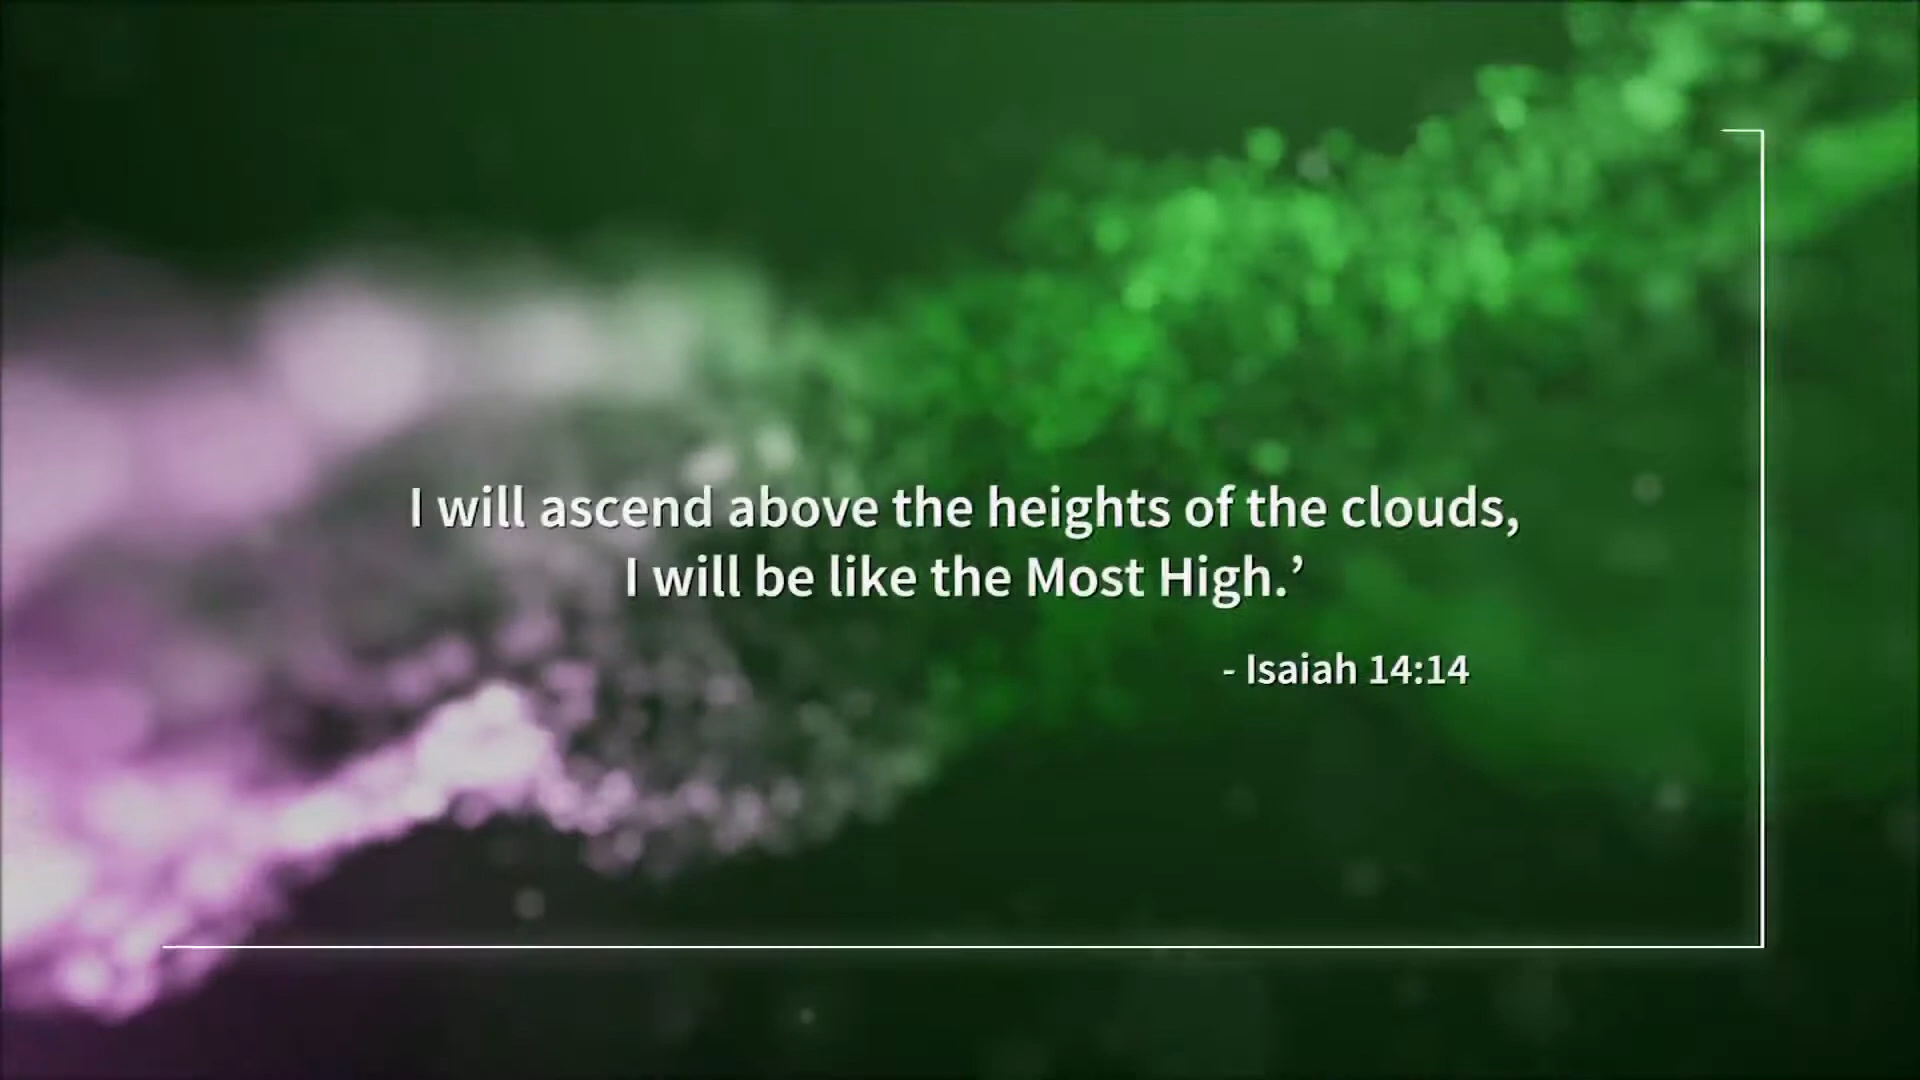 I will ascend above the heights of the clouds,
I will be like the Most High.’
- Isaiah 14:14